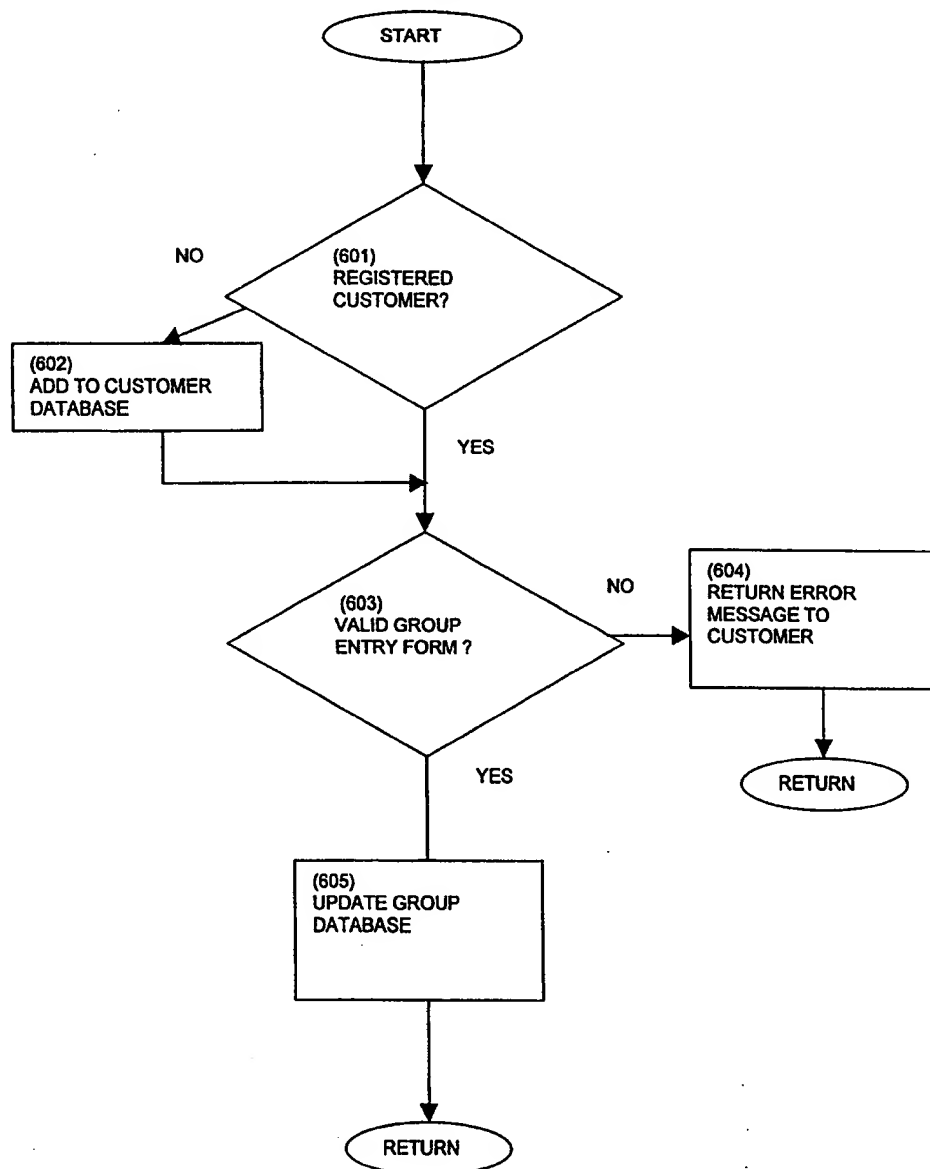 START
NO
(601)
REGISTERED
CUSTOMER?
(602)
ADD TO CUSTOMER
DATABASE
YES
(603)
VALID GROUP
ENTRY FORM ?
NO
(604)
RETURN ERROR
MESSAGE TO
CUSTOMER
YES
RETURN
(605)
UPDATE GROUP
DATABASE
RETURN